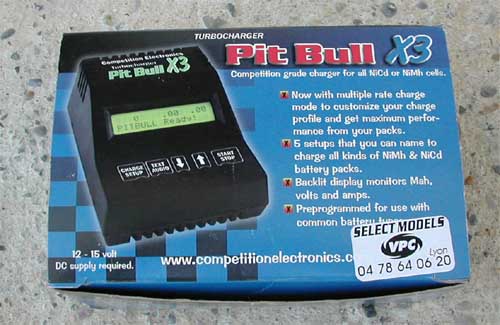 TURBOCHARGER
Pit Bull X3
Competition grade charger for all NiCd or NiMh cells.
Competition Electronics
Turbocharger
Pit Bull X3
0 .00 .00
PITBULL Ready!
CHARGE SETUP
TEXT AUDIO
START STOP
Now with multiple rate charge
mode to customize your charge
profile and get maximum perfor-
mance from your packs.
5 setups that you can name to
charge all kinds of NiMh & NiCd
battery packs.
Backlit display monitors Mah,
volts and amps.
Preprogrammed for use with
common battery
12 - 15 volt
DC supply required.
www.competitionelectronics.c
SELECT MODELS
VPC
Lyon
04 78 64 06 20